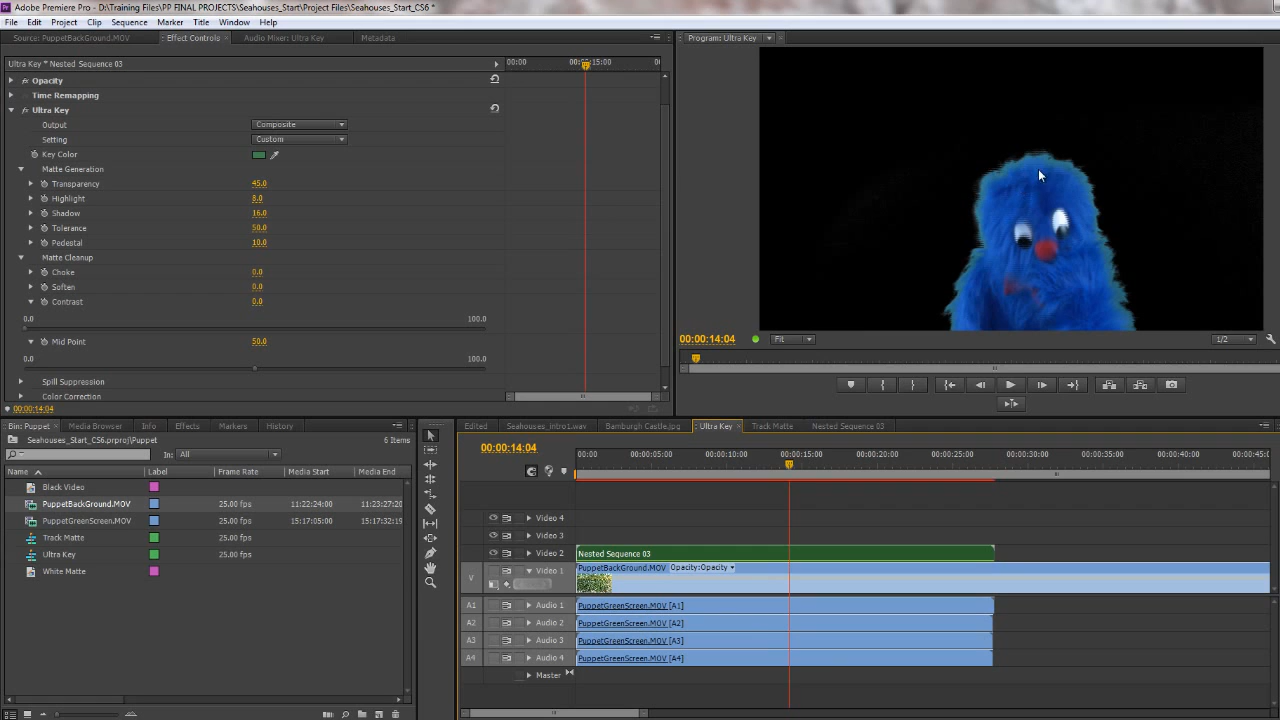 Adobe Premiere Pro - D:\Training Files\PP FINAL PROJECTS\Seahouses_Start\Project Files\Seahouses_Start_CS6 *
File Edit Project Clip Sequence Marker Title Window Help
Source: PuppetBackGround.MOV Effect Controls Audio Mixer: Ultra Key Metadata
Program: Ultra Key
Ultra Key * Nested Sequence 03
00:00 00:00:15:00 00
Opacity
Time Remapping
Ultra Key
Output Composite
Setting Custom
Key Color
Matte Generation
Transparency 45.0
Highlight 8.0
Shadow 16.0
Tolerance 50.0
Pedestal 10.0
Matte Cleanup
Choke 0.0
Soften 0.0
Contrast 0.0
0.0 100.0
Mid Point 50.0
0.0 100.0
Spill Suppression
Color Correction
00:00:14:04
00:00:14:04 Fit 1/2
Bin: Puppet Media Browser Info Effects Markers History
Seahouses_Start_CS6.prproj\Puppet 6 Items
In: All
Name Label Frame Rate Media Start Media End
Black Video
PuppetBackGround.MOV 25.00 fps 11:22:24:00 11:23:27:20
PuppetGreenScreen.MOV 25.00 fps 15:17:05:00 15:17:32:19
Track Matte 25.00 fps
Ultra Key 25.00 fps
White Matte
Edited Seahouses_intro1.wav Bamburgh Castle.jpg Ultra Key Track Matte Nested Sequence 03
00:00:14:04
00:00 00:00:05:00 00:00:10:00 00:00:15:00 00:00:20:00 00:00:25:00 00:00:30:00 00:00:35:00 00:00:40:00 00:00:45:0
Video 4
Video 3
Video 2 Nested Sequence 03
V Video 1 PuppetBackGround.MOV Opacity:Opacity
A1 Audio 1 PuppetGreenScreen.MOV [A1]
A2 Audio 2 PuppetGreenScreen.MOV [A2]
A3 Audio 3 PuppetGreenScreen.MOV [A3]
A4 Audio 4 PuppetGreenScreen.MOV [A4]
Master